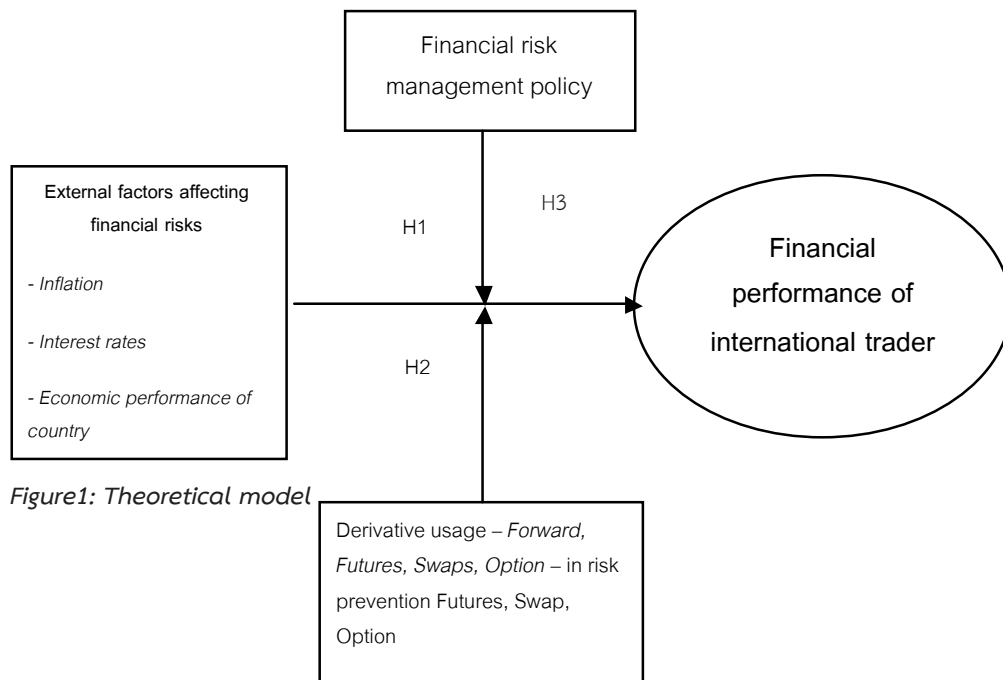 Financial risk
management policy
External factors affecting
financial risks
- Inflation
- Interest rates
- Economic performance of
country
H1
H3
H2
Financial
performance of
international trader
Figure1: Theoretical model
Derivative usage – Forward,
Futures, Swaps, Option – in risk
prevention Futures, Swap,
Option